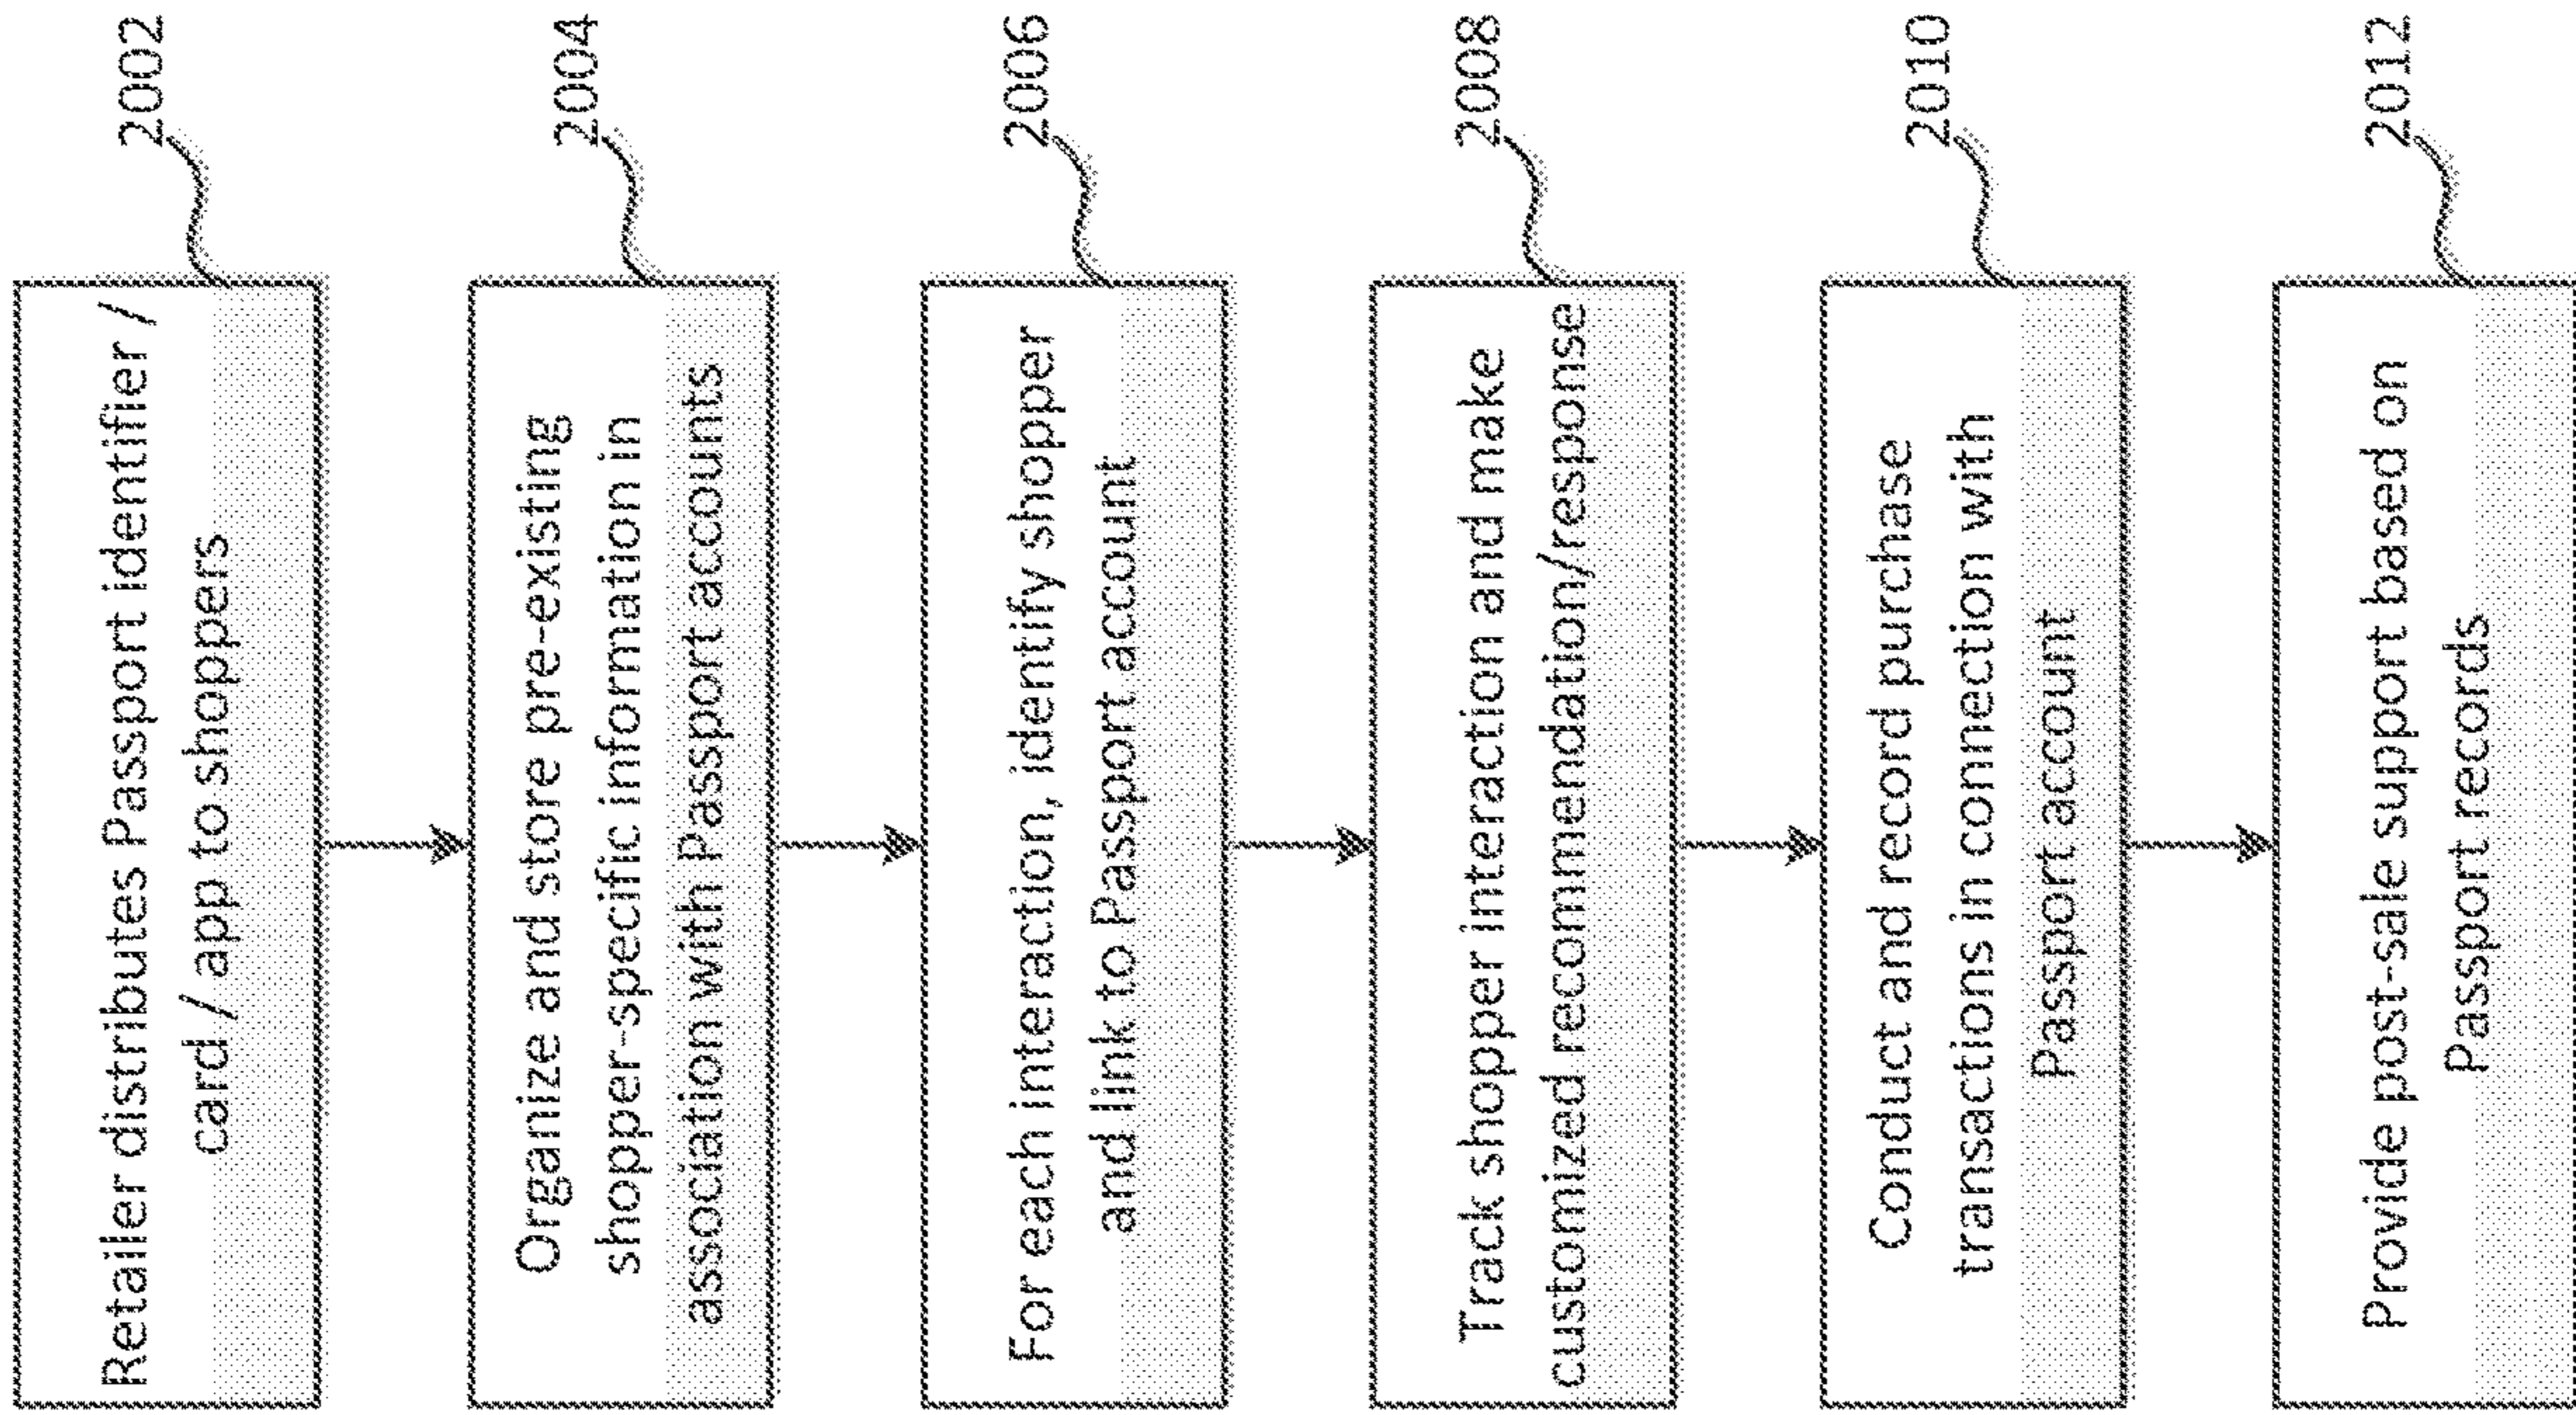 Retailer distributes Passport identifier /
card / app to shoppers
2002
Organize and store pre-existing
shopper-specific information in
association with Passport accounts
2004
For each interaction, identify shopper
and link to Passport account
2006
Track shopper interaction and make
customized recommendation/response
2008
Conduct and record purchase
transactions in connection with
Passport account
2010
Provide post-sale support based on
Passport records
2012